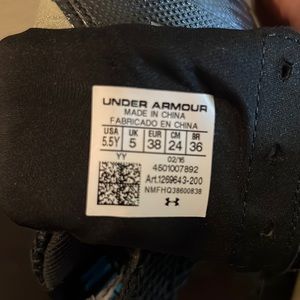 UNDER ARMOUR
MADE IN CHINA
FABRICADO EN CHINA
USA UK EUR CM BR
5.5Y 5 38 24 36
YY 02/16
4501007892
Art.1269643-200
NMFHQ38600838